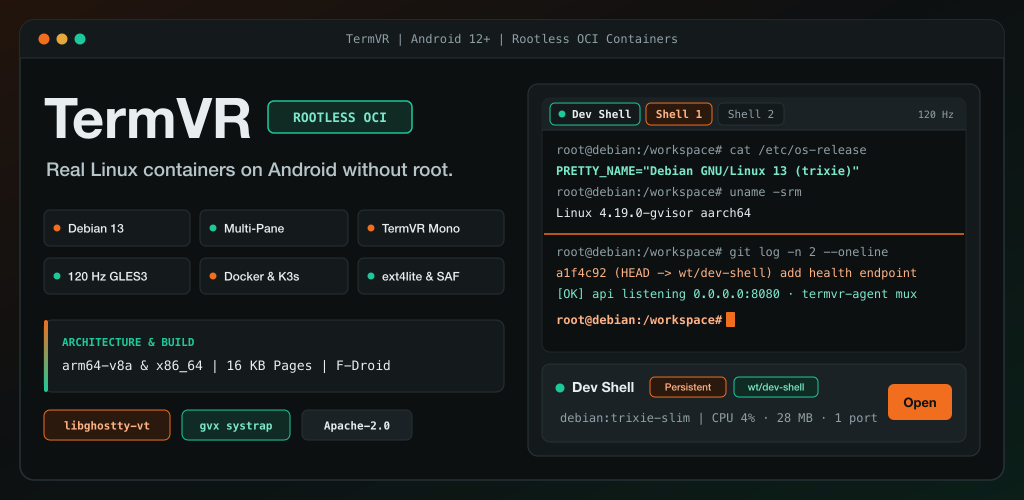 TermVR | Android 12+ | Rootless OCI Containers
TermVR
ROOTLESS OCI
Real Linux containers on Android without root.
Debian 13
Multi-Pane
TermVR Mono
120 Hz GLES3
Docker & K3s
ext4lite & SAF
ARCHITECTURE & BUILD
arm64-v8a & x86_64 | 16 KB Pages | F-Droid
libghostty-vt
gvx systrap
Apache-2.0
Dev Shell
Shell 1
Shell 2
120 Hz
root@debian:/workspace# cat /etc/os-release
PRETTY_NAME="Debian GNU/Linux 13 (trixie)"
root@debian:/workspace# uname -srm
Linux 4.19.0-gvisor aarch64
root@debian:/workspace# git log -n 2 --oneline
a1f4c92 (HEAD -> wt/dev-shell) add health endpoint
[OK] api listening 0.0.0.0:8080 · termvr-agent mux
root@debian:/workspace#
Dev Shell
Persistent
wt/dev-shell
debian:trixie-slim | CPU 4% · 28 MB · 1 port
Open